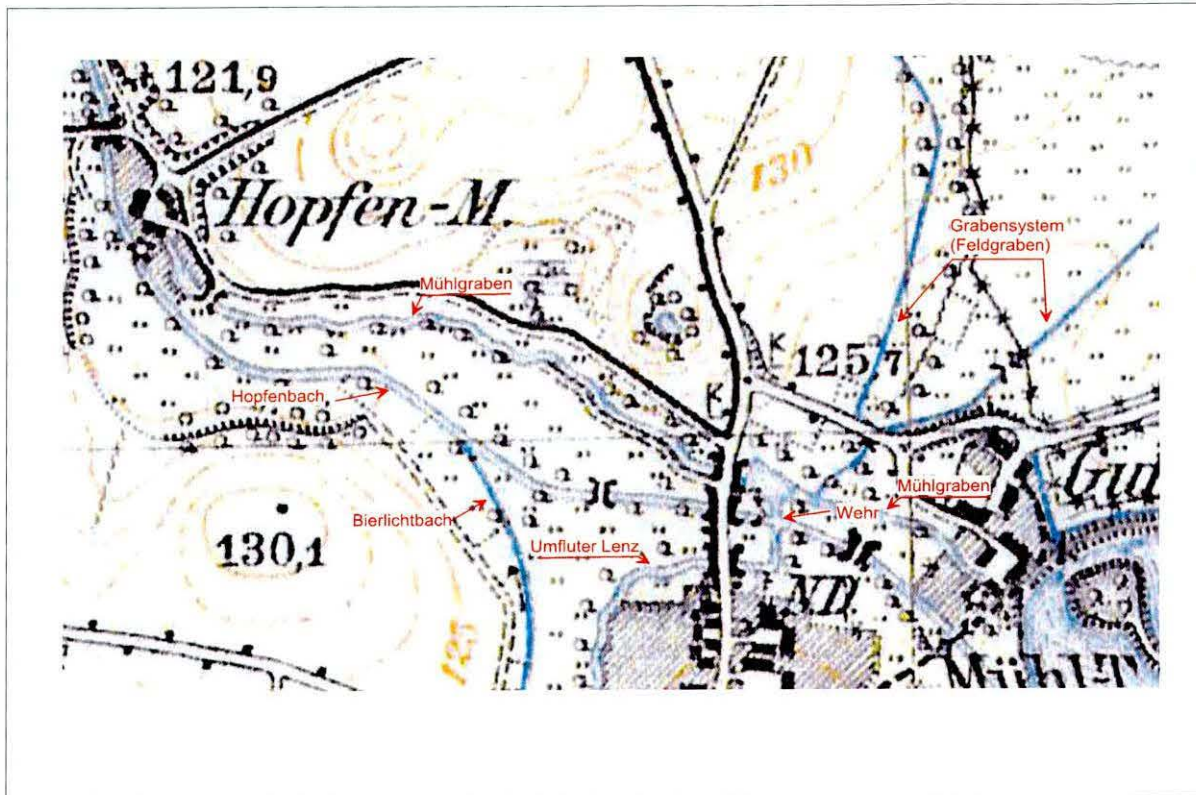 121,9
Hopfen-M.
130
Grabensystem
(Feldgraben)
Mühlgraben
K
125,7
K
Hopfenbach
Mühlgraben
Bierlichtbach
Wehr
130,1
Umfluter Lenz
ND.
125